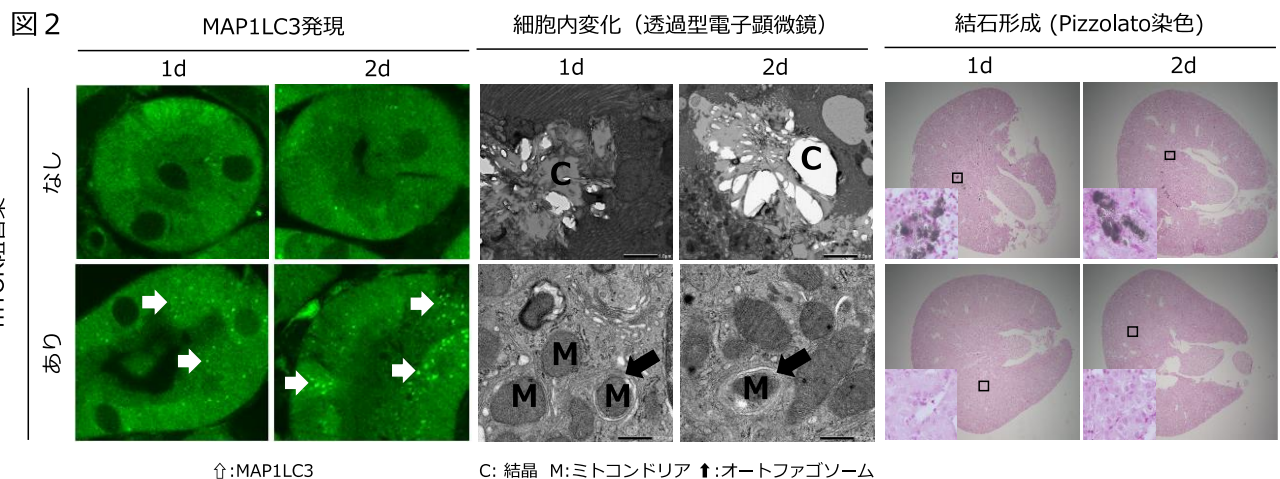 図2
MAP1LC3発現
細胞内変化（透過型電子顕微鏡）
結石形成 (Pizzolato染色)
1d
2d
1d
2d
1d
2d
なし
C
C
あり
M
M
M
M
⇧:MAP1LC3
C: 結晶 M:ミトコンドリア ⬆:オートファゴソーム